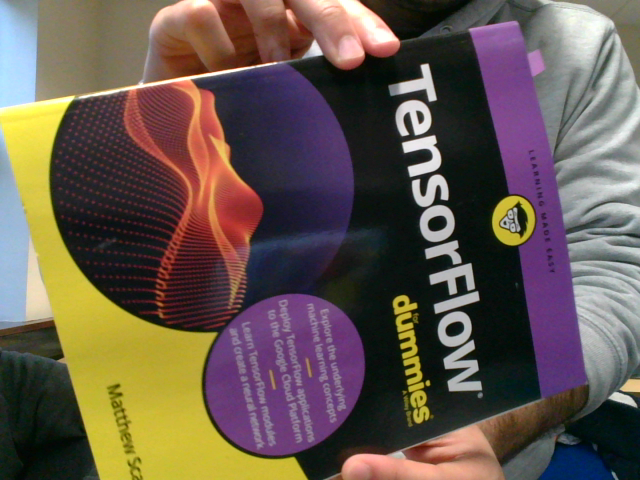 LEARNING MADE EASY
TensorFlow®
for
dummies®
A Wiley Brand
Explore the underlying
machine learning concepts
Deploy TensorFlow applications
to the Google Cloud Platform
Learn TensorFlow modules
and create a neural network
Matthew